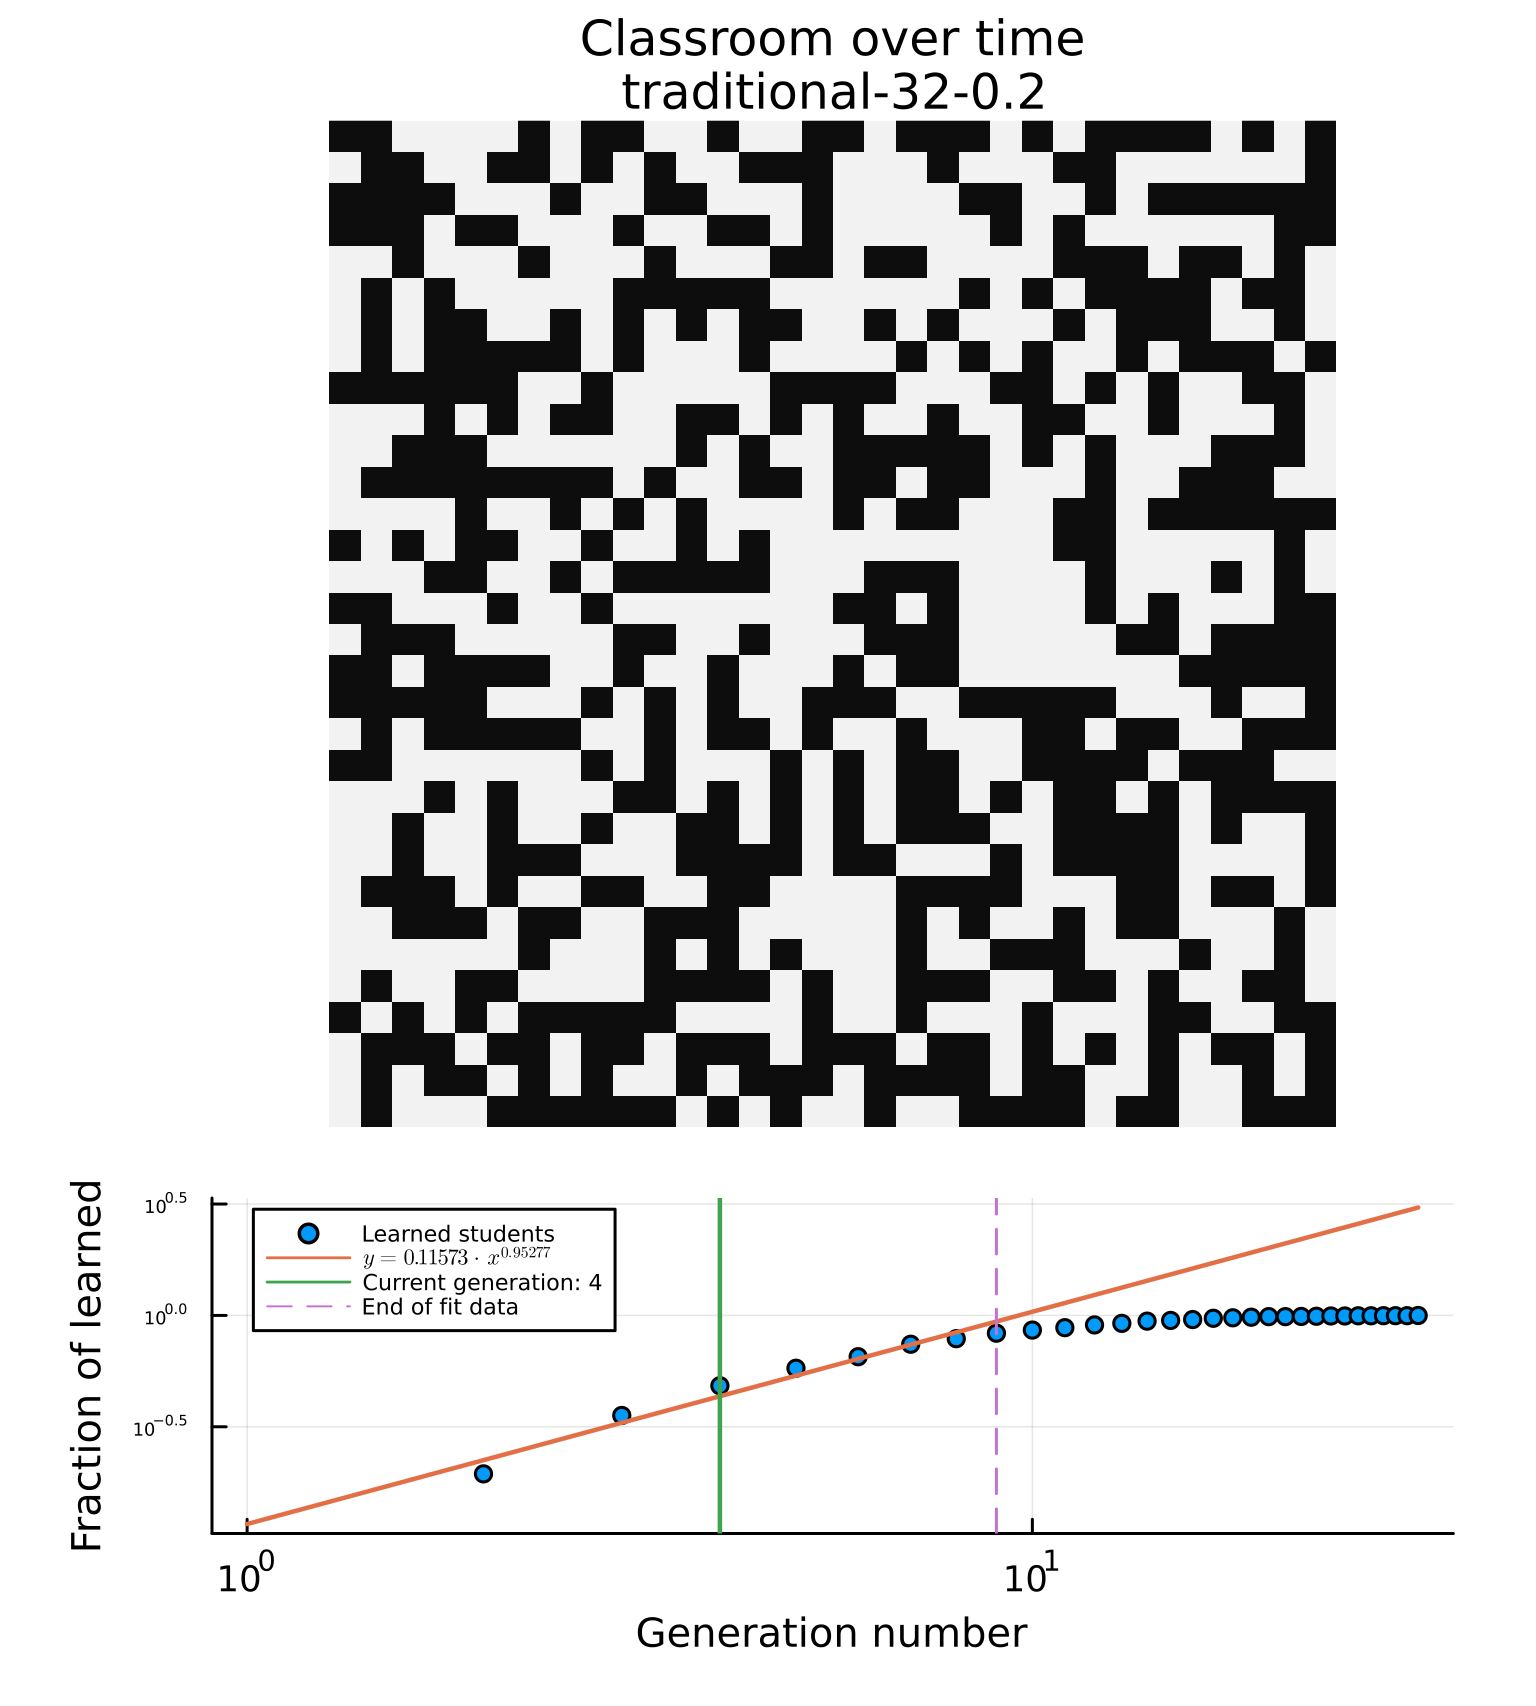 Classroom over time
traditional-32-0.2
Fraction of learned
10^0.5
10^0.0
10^−0.5
Learned students
y = 0.11573 · x^0.95277
Current generation: 4
End of fit data
10^0
10^1
Generation number